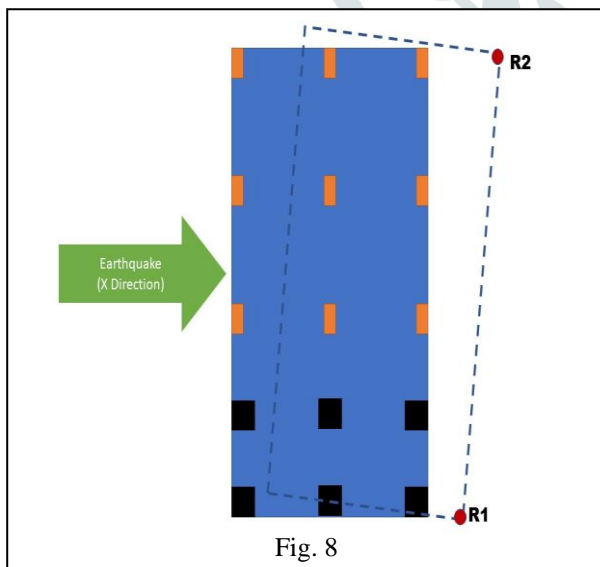 R2
Earthquake
(X Direction)
R1
Fig. 8